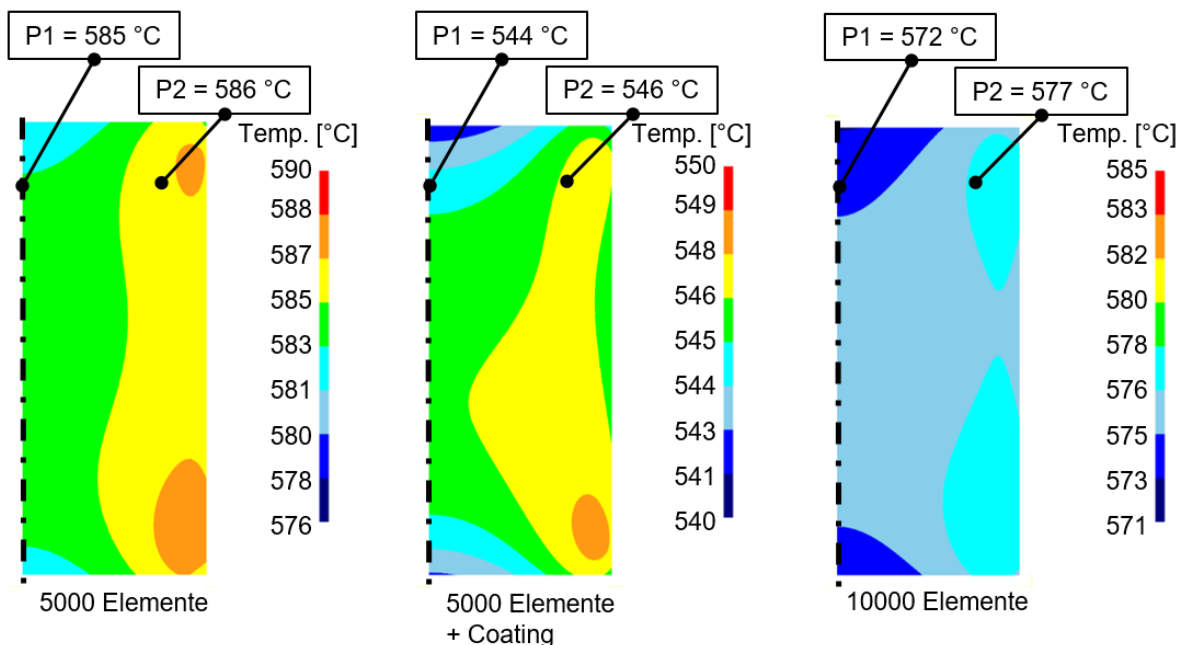 P1 = 585 °C
P2 = 586 °C
Temp. [°C]
590
588
587
585
583
581
580
578
576
5000 Elemente
P1 = 544 °C
P2 = 546 °C
Temp. [°C]
550
549
548
546
545
544
543
541
540
5000 Elemente
+ Coating
P1 = 572 °C
P2 = 577 °C
Temp. [°C]
585
583
582
580
578
576
575
573
571
10000 Elemente